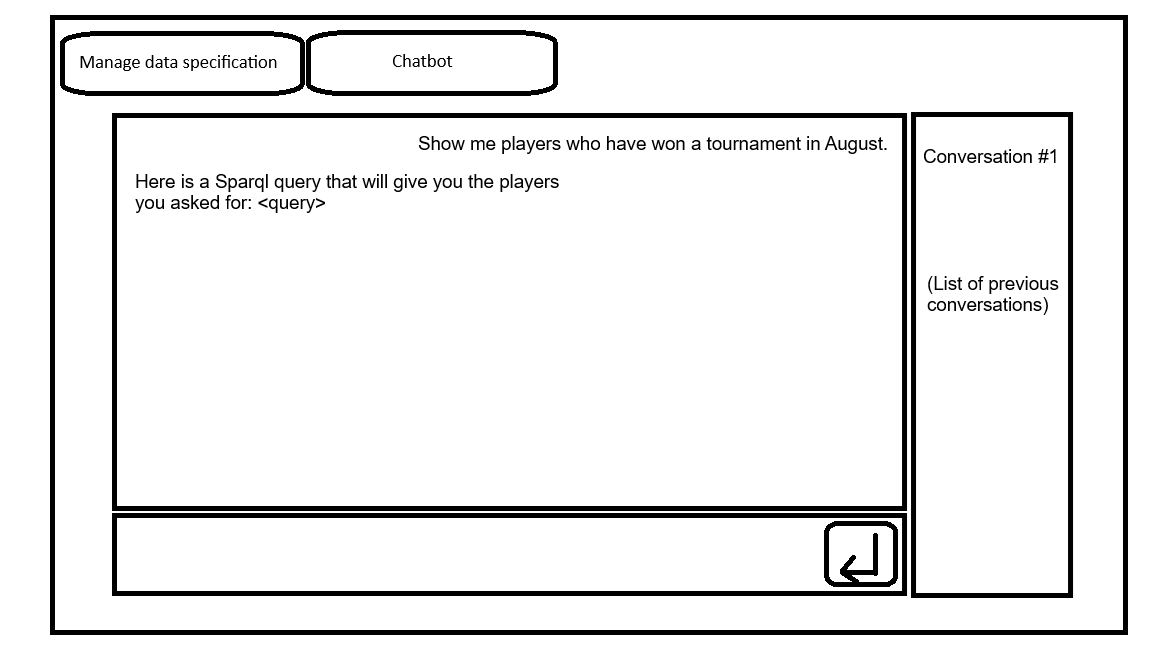 Manage data specification
Chatbot
Show me players who have won a tournament in August.
Here is a Sparql query that will give you the players
you asked for: <query>
Conversation #1
(List of previous
conversations)